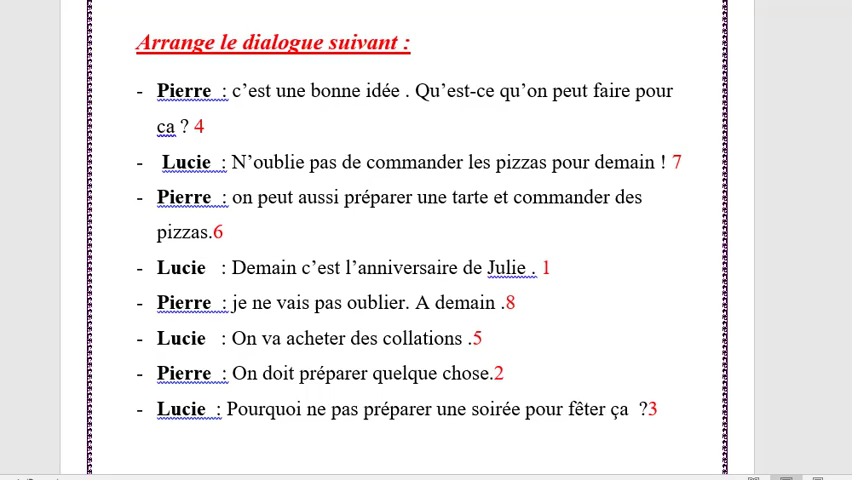 Arrange le dialogue suivant :
- Pierre : c’est une bonne idée . Qu’est-ce qu’on peut faire pour
ca ? 4
- Lucie : N’oublie pas de commander les pizzas pour demain ! 7
- Pierre : on peut aussi préparer une tarte et commander des
pizzas.6
- Lucie : Demain c’est l’anniversaire de Julie . 1
- Pierre : je ne vais pas oublier. A demain .8
- Lucie : On va acheter des collations .5
- Pierre : On doit préparer quelque chose.2
- Lucie : Pourquoi ne pas préparer une soirée pour fêter ça ?3